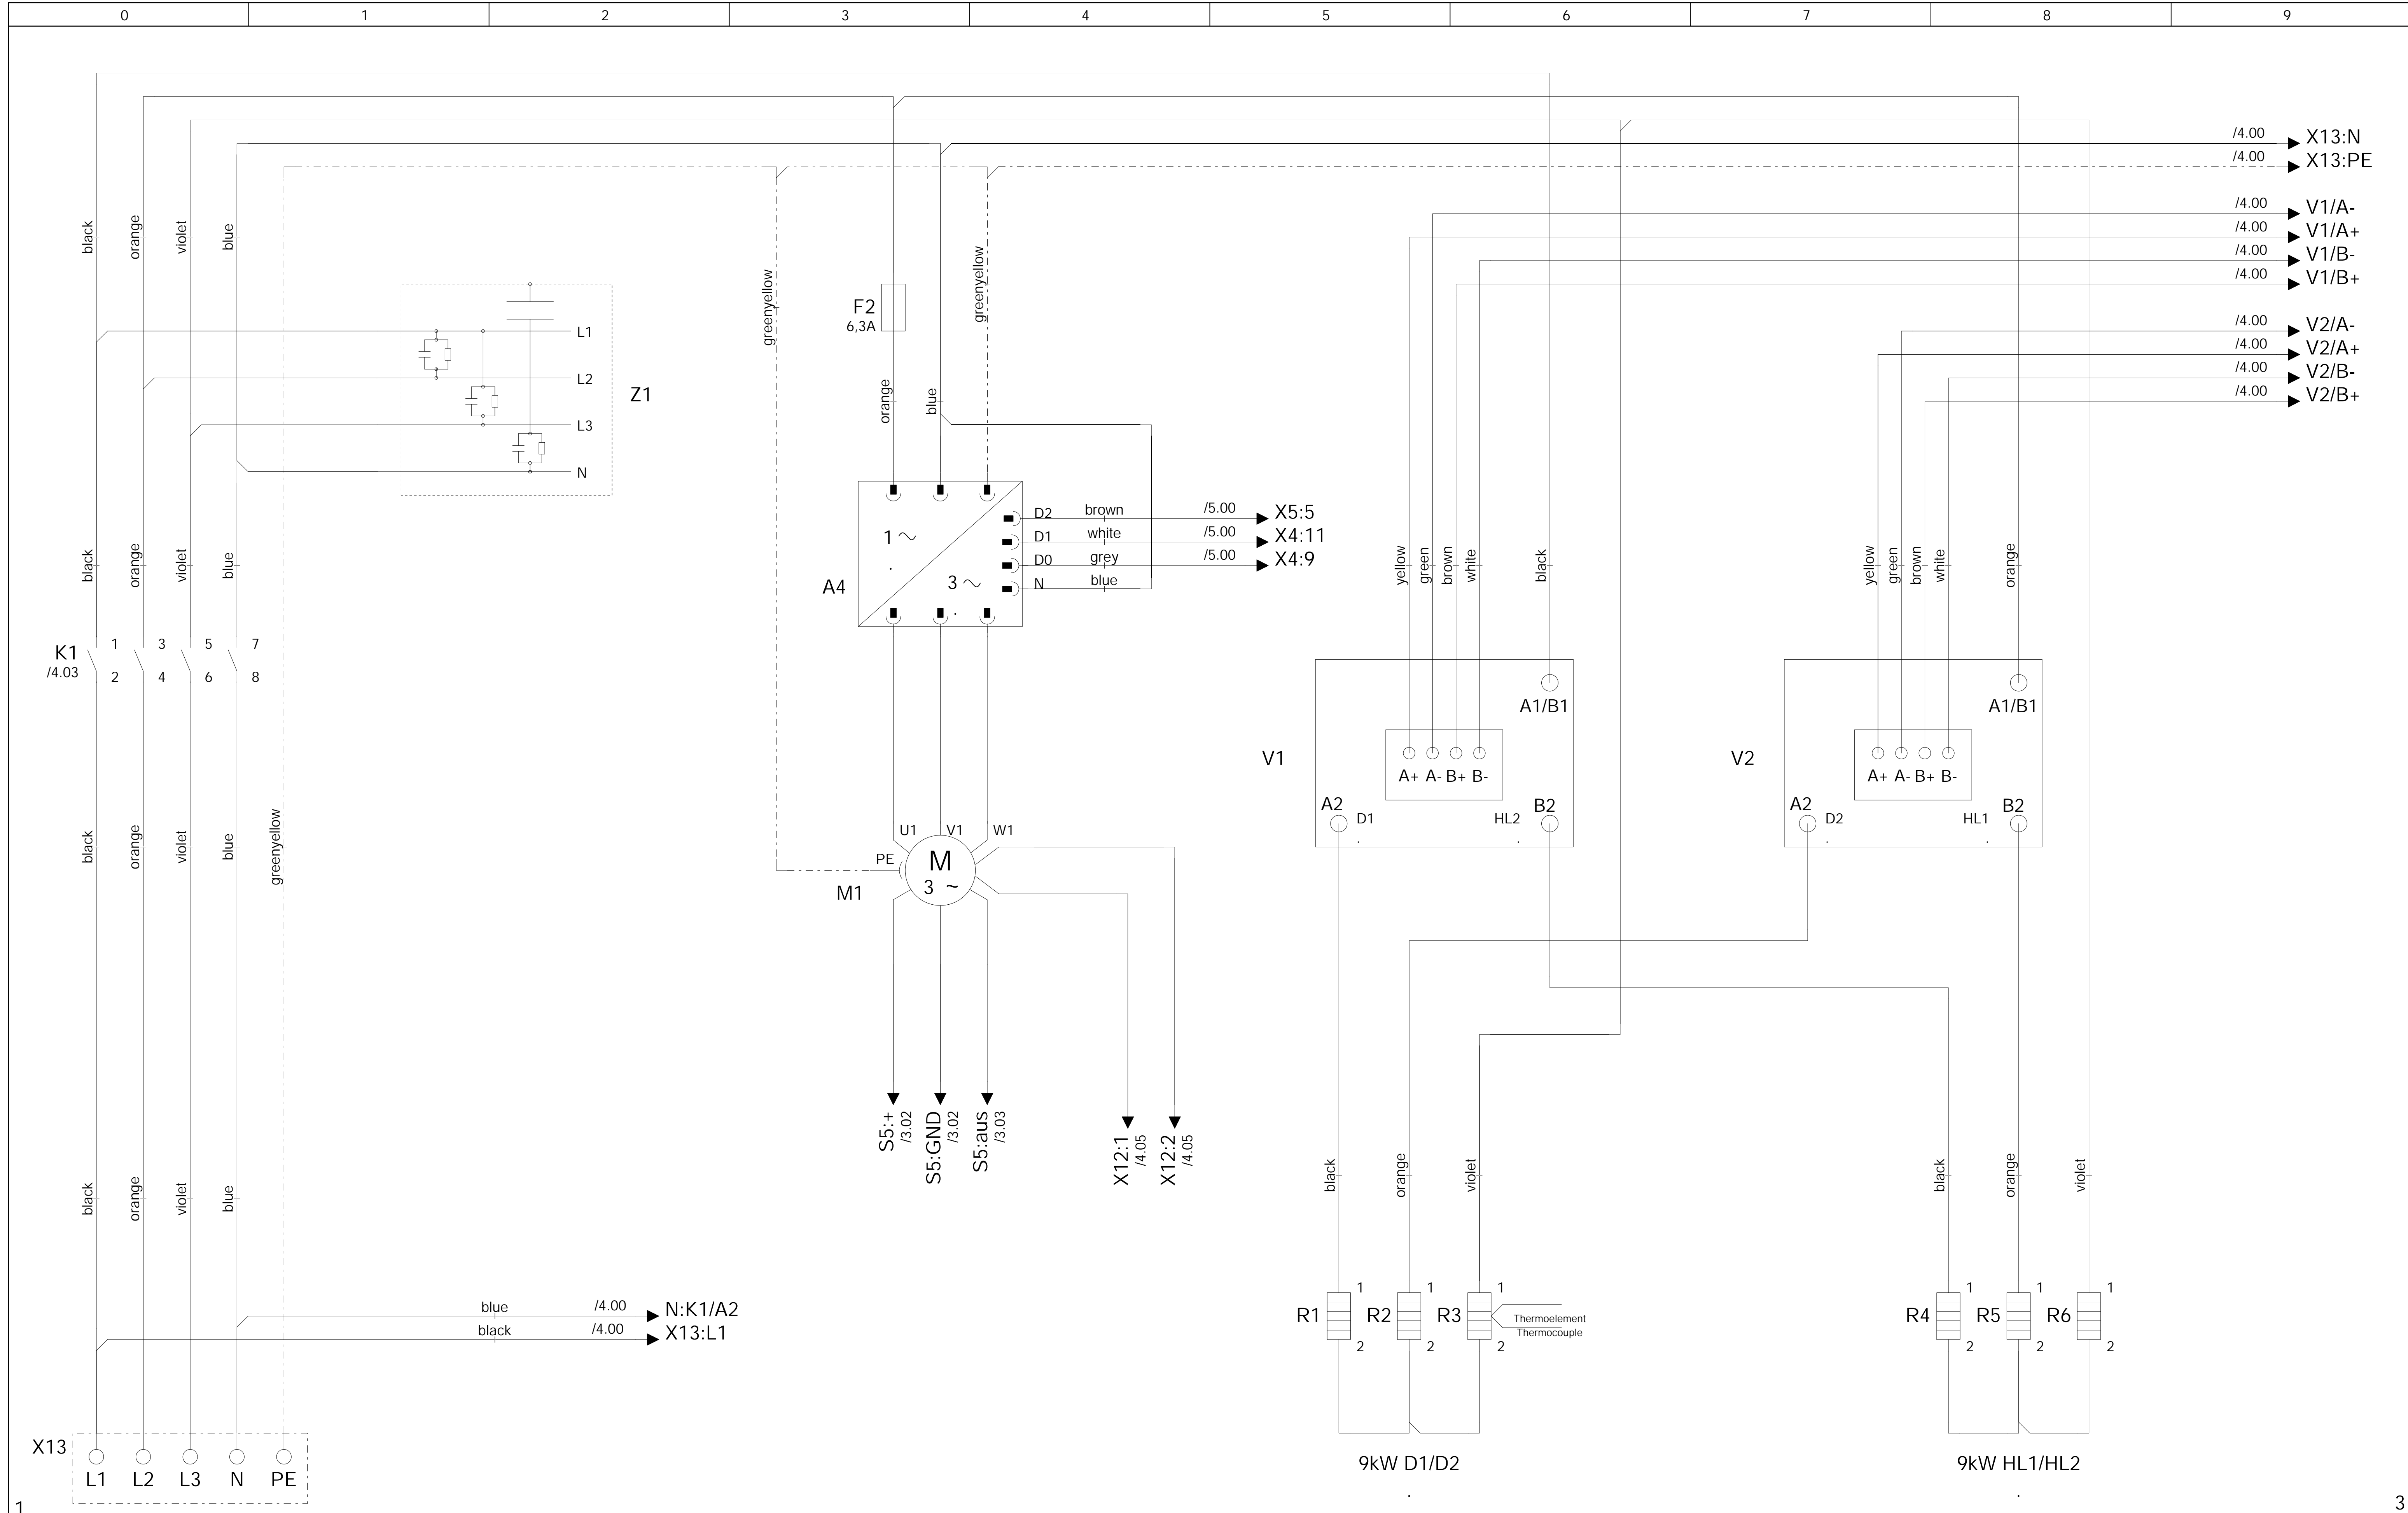 0 1 2 3 4 5 6 7 8 9
/4.00 X13:N
/4.00 X13:PE
/4.00 V1/A-
/4.00 V1/A+
/4.00 V1/B-
/4.00 V1/B+
/4.00 V2/A-
/4.00 V2/A+
/4.00 V2/B-
/4.00 V2/B+
black orange violet blue
greenyellow
greenyellow
F2
6,3A
L1
L2
L3
N
Z1
orange
blue
A4
1
3
D2 brown /5.00 X5:5
D1 white /5.00 X4:11
D0 grey /5.00 X4:9
N blue
black orange violet blue
yellow green brown white black
yellow green brown white orange
K1
/4.03
1 3 5 7
2 4 6 8
V1
A1/B1
A+ A- B+ B-
A2 D1
HL2 B2
V2
A1/B1
A+ A- B+ B-
A2 D2
HL1 B2
black orange violet blue greenyellow
U1 V1 W1
PE
M
3 ~
M1
S5:+
/3.02
S5:GND
/3.02
S5:aus
/3.03
X12:1
/4.05
X12:2
/4.05
black orange violet blue
black orange violet
black orange violet
blue /4.00 N:K1/A2
black /4.00 X13:L1
1 1 1
R1 R2 R3
2 2 2
Thermoelement
Thermocouple
1 1 1
R4 R5 R6
2 2 2
9kW D1/D2
9kW HL1/HL2
X13
L1 L2 L3 N PE
1
3